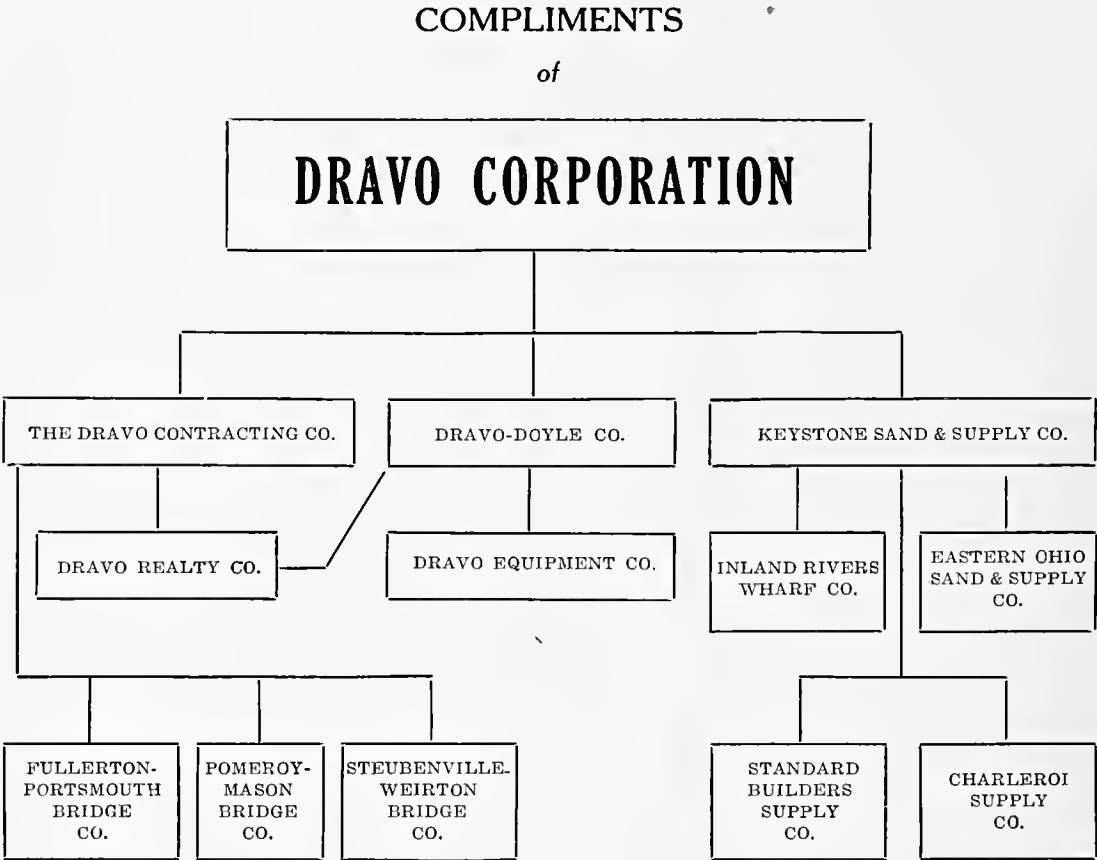 COMPLIMENTS
of
DRAVO CORPORATION
THE DRAVO CONTRACTING CO.
DRAVO-DOYLE CO.
KEYSTONE SAND & SUPPLY CO.
DRAVO REALTY CO.
DRAVO EQUIPMENT CO.
INLAND RIVERS
WHARF CO.
EASTERN OHIO
SAND & SUPPLY
CO.
FULLERTON-
PORTSMOUTH
BRIDGE
CO.
POMEROY-
MASON
BRIDGE
CO.
STEUBENVILLE-
WEIRTON
BRIDGE
CO.
STANDARD
BUILDERS
SUPPLY
CO.
CHARLEROI
SUPPLY
CO.